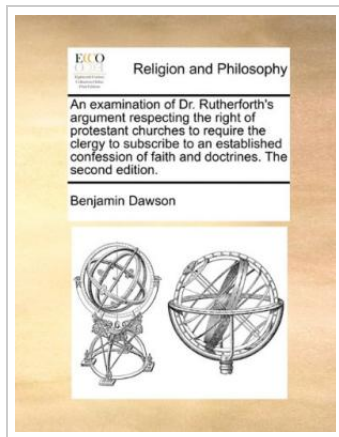 ECCO
Religion and Philosophy
An examination of Dr. Rutherforth's
argument respecting the right of
protestant churches to require the
clergy to subscribe to an established
confession of faith and doctrines. The
second edition.
Benjamin Dawson